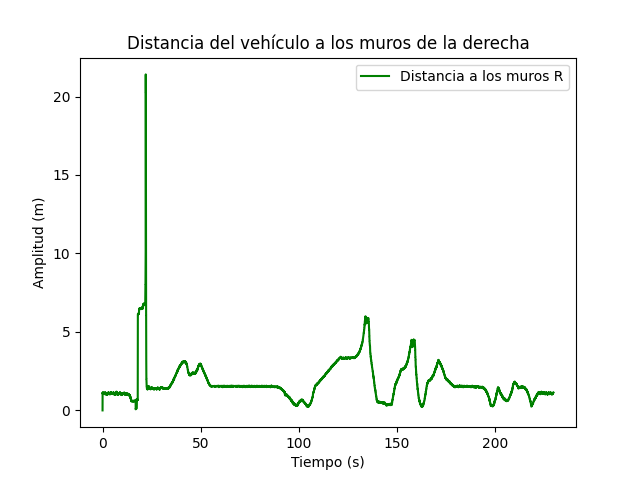 Distancia del vehículo a los muros de la derecha
Distancia a los muros R
Amplitud (m)
20
15
10
5
0
0
50
100
150
200
Tiempo (s)